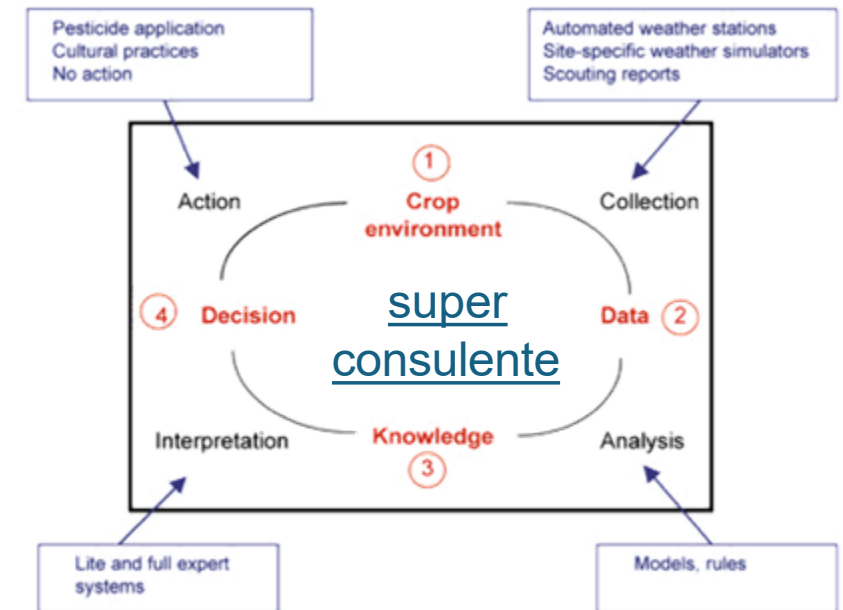 Pesticide application
Cultural practices
No action
Automated weather stations
Site-specific weather simulators
Scouting reports
1
Action
Crop
environment
Collection
4
Decision
super
consulente
Data
2
Interpretation
Knowledge
3
Analysis
Lite and full expert
systems
Models, rules